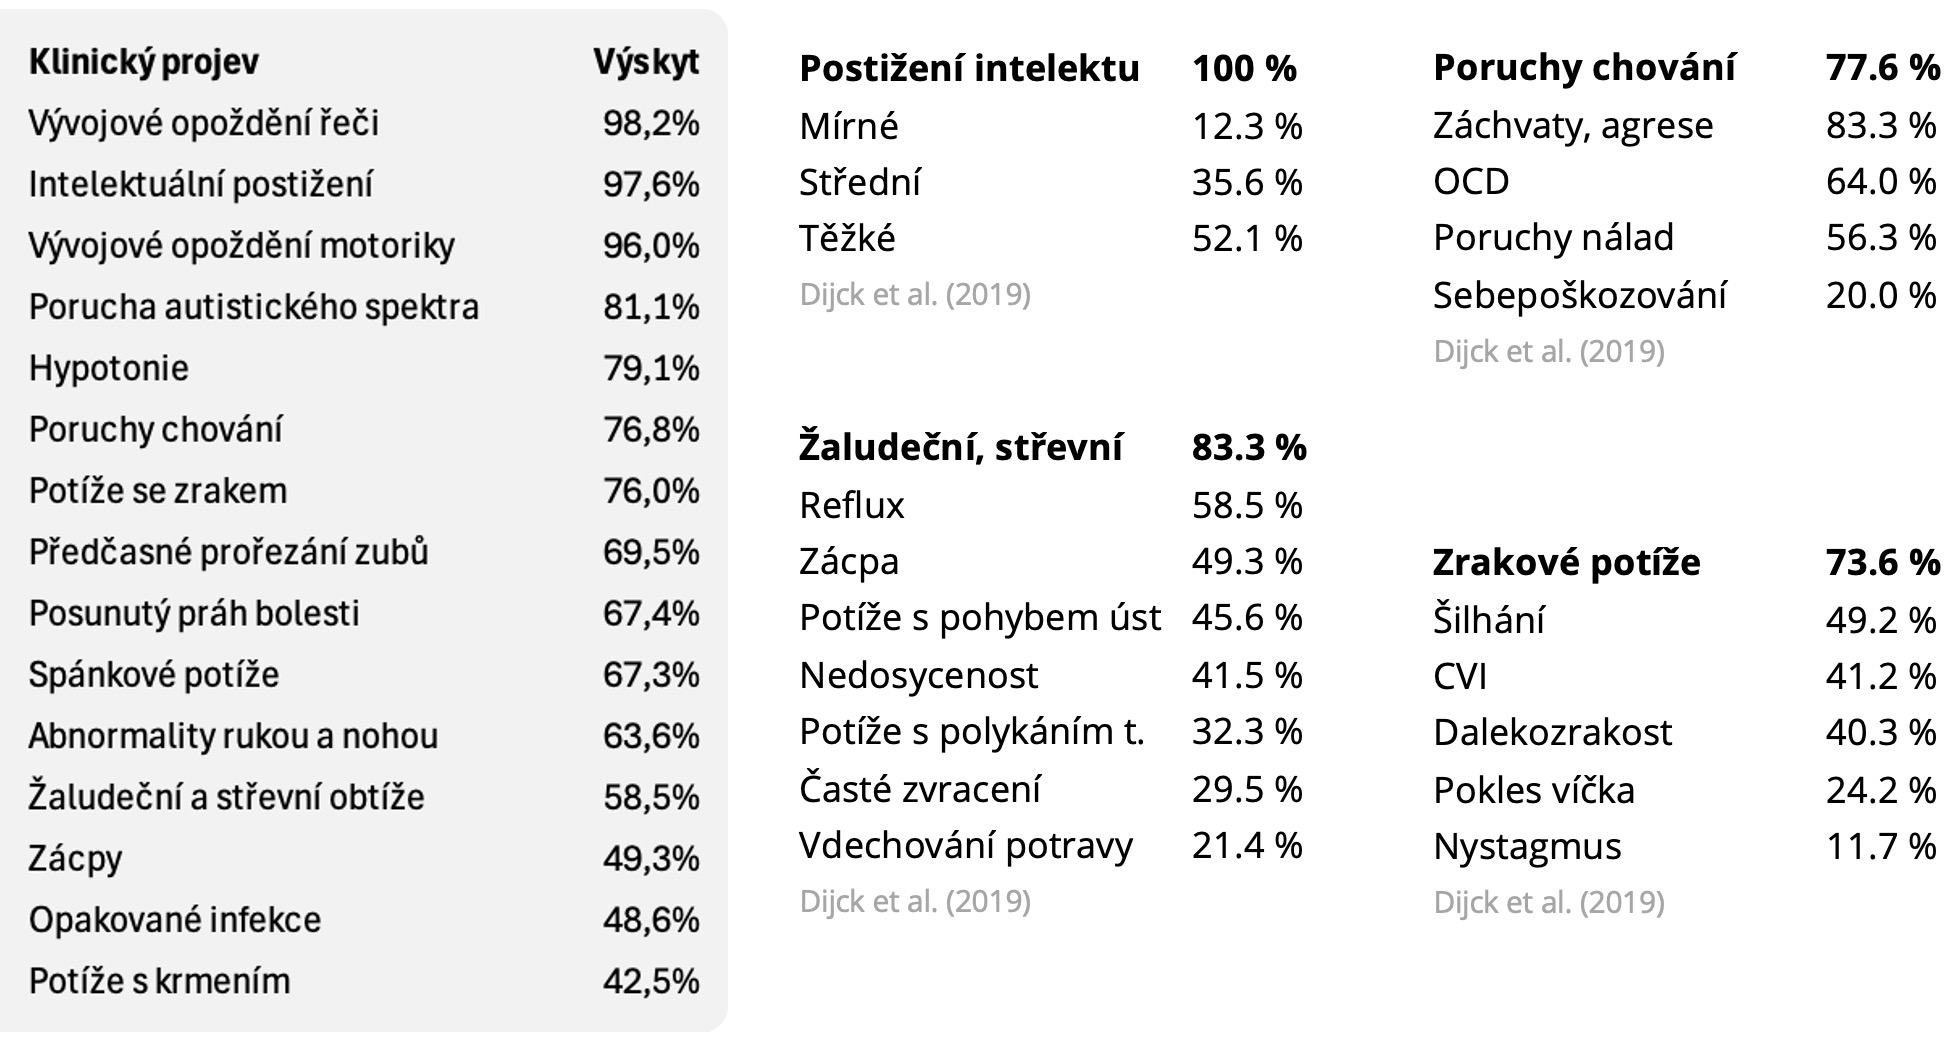 Klinický projev Výskyt
Vývojové opoždění řeči 98,2%
Intelektuální postižení 97,6%
Vývojové opoždění motoriky 96,0%
Porucha autistického spektra 81,1%
Hypotonie 79,1%
Poruchy chování 76,8%
Potíže se zrakem 76,0%
Předčasné prořezání zubů 69,5%
Posunutý práh bolesti 67,4%
Spánkové potíže 67,3%
Abnormality rukou a nohou 63,6%
Žaludeční a střevní obtíže 58,5%
Zácpy 49,3%
Opakované infekce 48,6%
Potíže s krmením 42,5%
Postižení intelektu 100 %
Mírné 12.3 %
Střední 35.6 %
Těžké 52.1 %
Dijck et al. (2019)
Žaludeční, střevní 83.3 %
Reflux 58.5 %
Zácpa 49.3 %
Potíže s pohybem úst 45.6 %
Nedosycenost 41.5 %
Potíže s polykáním t. 32.3 %
Časté zvracení 29.5 %
Vdechování potravy 21.4 %
Dijck et al. (2019)
Poruchy chování 77.6 %
Záchvaty, agrese 83.3 %
OCD 64.0 %
Poruchy nálad 56.3 %
Sebepoškozování 20.0 %
Dijck et al. (2019)
Zrakové potíže 73.6 %
Šilhání 49.2 %
CVI 41.2 %
Dalekozrakost 40.3 %
Pokles víčka 24.2 %
Nystagmus 11.7 %
Dijck et al. (2019)